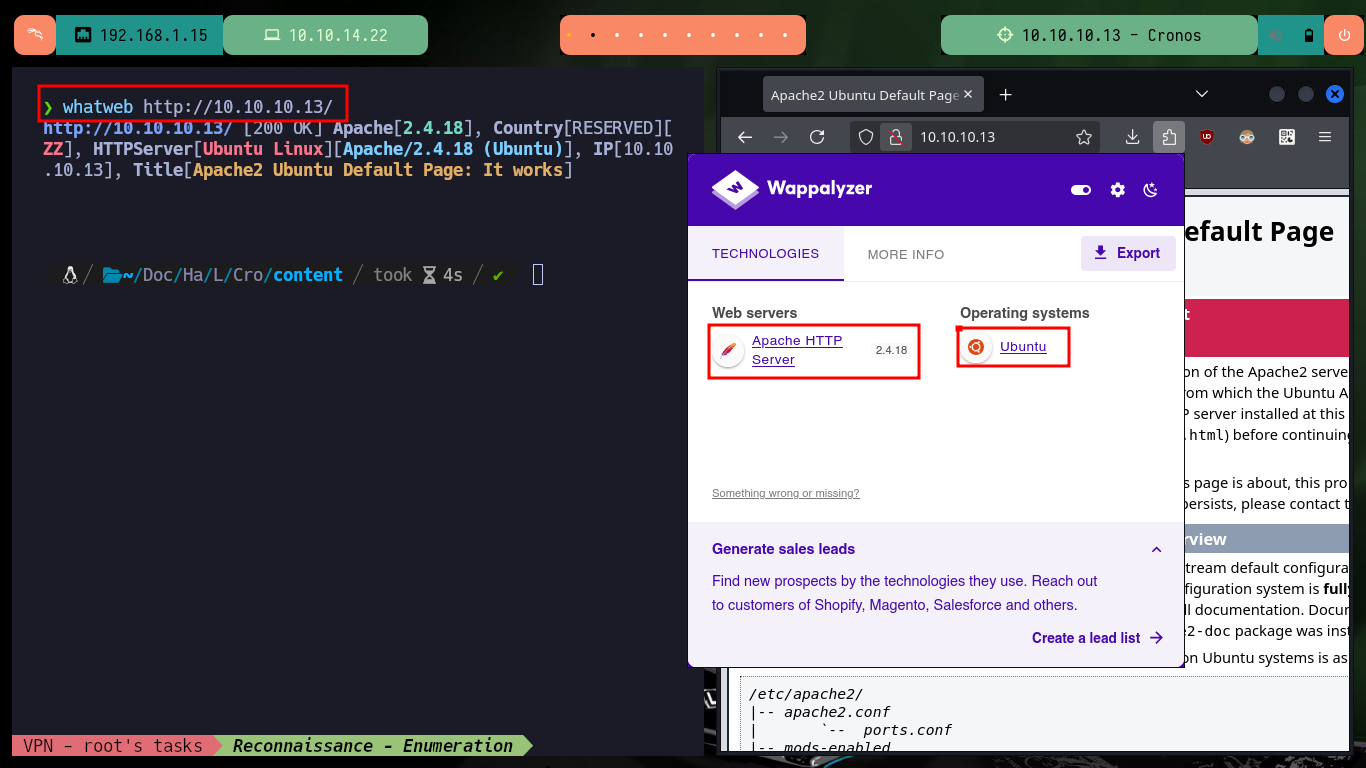 192.168.1.15
10.10.14.22
10.10.10.13 - Cronos
❯ whatweb http://10.10.10.13/
http://10.10.10.13/ [200 OK] Apache[2.4.18], Country[RESERVED][
ZZ], HTTPServer[Ubuntu Linux][Apache/2.4.18 (Ubuntu)], IP[10.10
.10.13], Title[Apache2 Ubuntu Default Page: It works]
/ ~/Doc/Ha/L/Cro/content / took 4s / ✔
VPN - root's tasks
Reconnaissance - Enumeration
Apache2 Ubuntu Default Page
10.10.10.13
Wappalyzer
TECHNOLOGIES
MORE INFO
Export
Web servers
Apache HTTP
Server
2.4.18
Operating systems
Ubuntu
Something wrong or missing?
Generate sales leads
Find new prospects by the technologies they use. Reach out
to customers of Shopify, Magento, Salesforce and others.
Create a lead list
efault Page
t
on of the Apache2 serve
om which the Ubuntu A
P server installed at this
.html) before continuing
s page is about, this pro
persists, please contact t
rview
tream default configura
figuration system is fully
ll documentation. Docum
e2-doc package was inst
on Ubuntu systems is as
/etc/apache2/
|-- apache2.conf
| `-- ports.conf
|-- mods-enabled